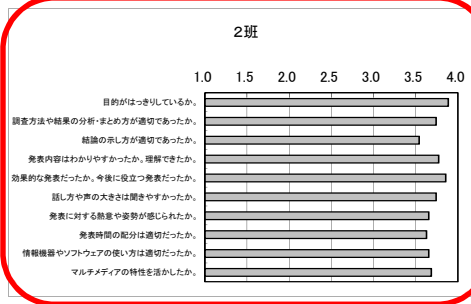 2班
1.0 1.5 2.0 2.5 3.0 3.5 4.0
目的がはっきりしているか。
調査方法や結果の分析・まとめ方が適切であったか。
結論の示し方が適切であったか。
発表内容はわかりやすかったか。理解できたか。
効果的な発表だったか。今後に役立つ発表だったか。
話し方や声の大きさは聞きやすかったか。
発表に対する熱意や姿勢が感じられたか。
発表時間の配分は適切だったか。
情報機器やソフトウェアの使い方は適切だったか。
マルチメディアの特性を活かしたか。